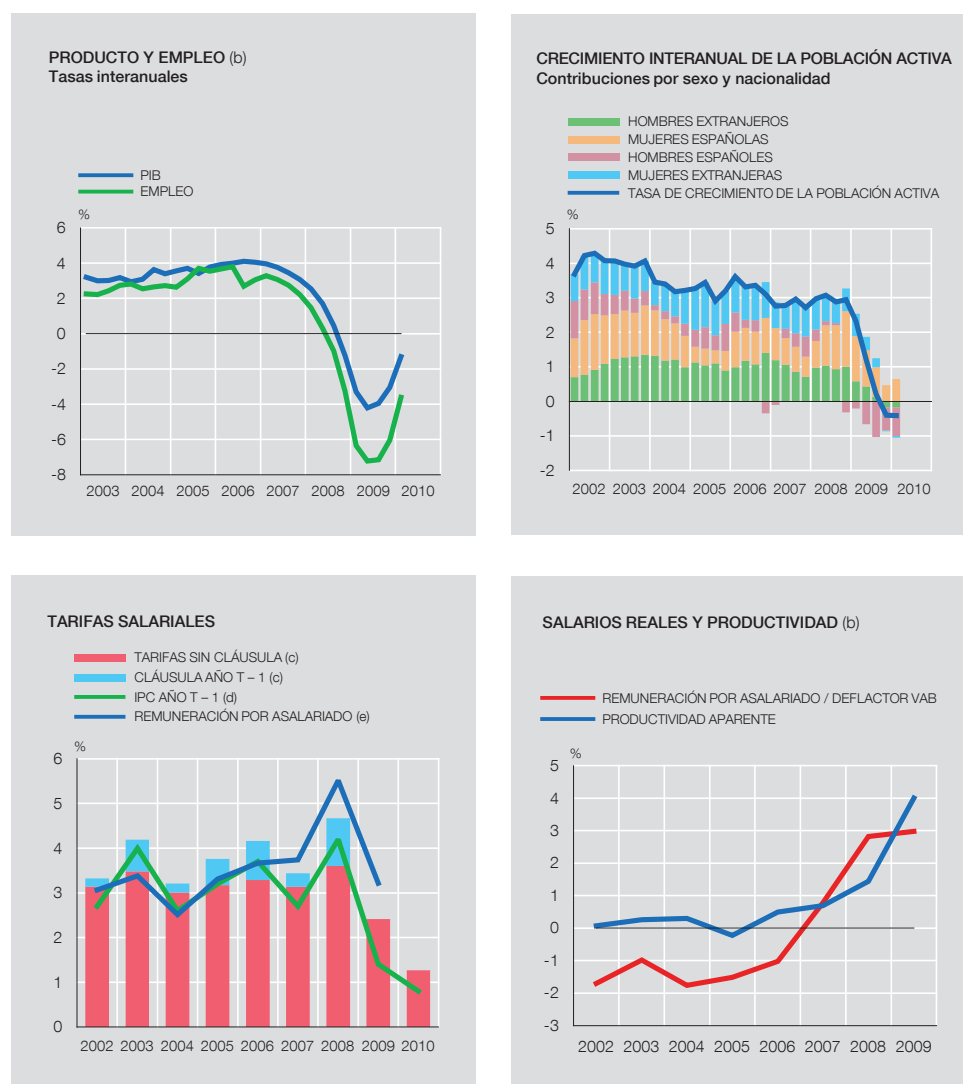 PRODUCTO Y EMPLEO (b)
Tasas interanuales
PIB
EMPLEO
%
6
4
2
0
-2
-4
-6
-8
2003 2004 2005 2006 2007 2008 2009 2010
CRECIMIENTO INTERANUAL DE LA POBLACIÓN ACTIVA
Contribuciones por sexo y nacionalidad
HOMBRES EXTRANJEROS
MUJERES ESPAÑOLAS
HOMBRES ESPAÑOLES
MUJERES EXTRANJERAS
TASA DE CRECIMIENTO DE LA POBLACIÓN ACTIVA
%
5
4
3
2
1
0
-1
-2
2002 2003 2004 2005 2006 2007 2008 2009 2010
TARIFAS SALARIALES
TARIFAS SIN CLÁUSULA (c)
CLÁUSULA AÑO T – 1 (c)
IPC AÑO T – 1 (d)
REMUNERACIÓN POR ASALARIADO (e)
%
6
5
4
3
2
1
0
2002 2003 2004 2005 2006 2007 2008 2009 2010
SALARIOS REALES Y PRODUCTIVIDAD (b)
REMUNERACIÓN POR ASALARIADO / DEFLACTOR VAB
PRODUCTIVIDAD APARENTE
%
5
4
3
2
1
0
-1
-2
-3
2002 2003 2004 2005 2006 2007 2008 2009